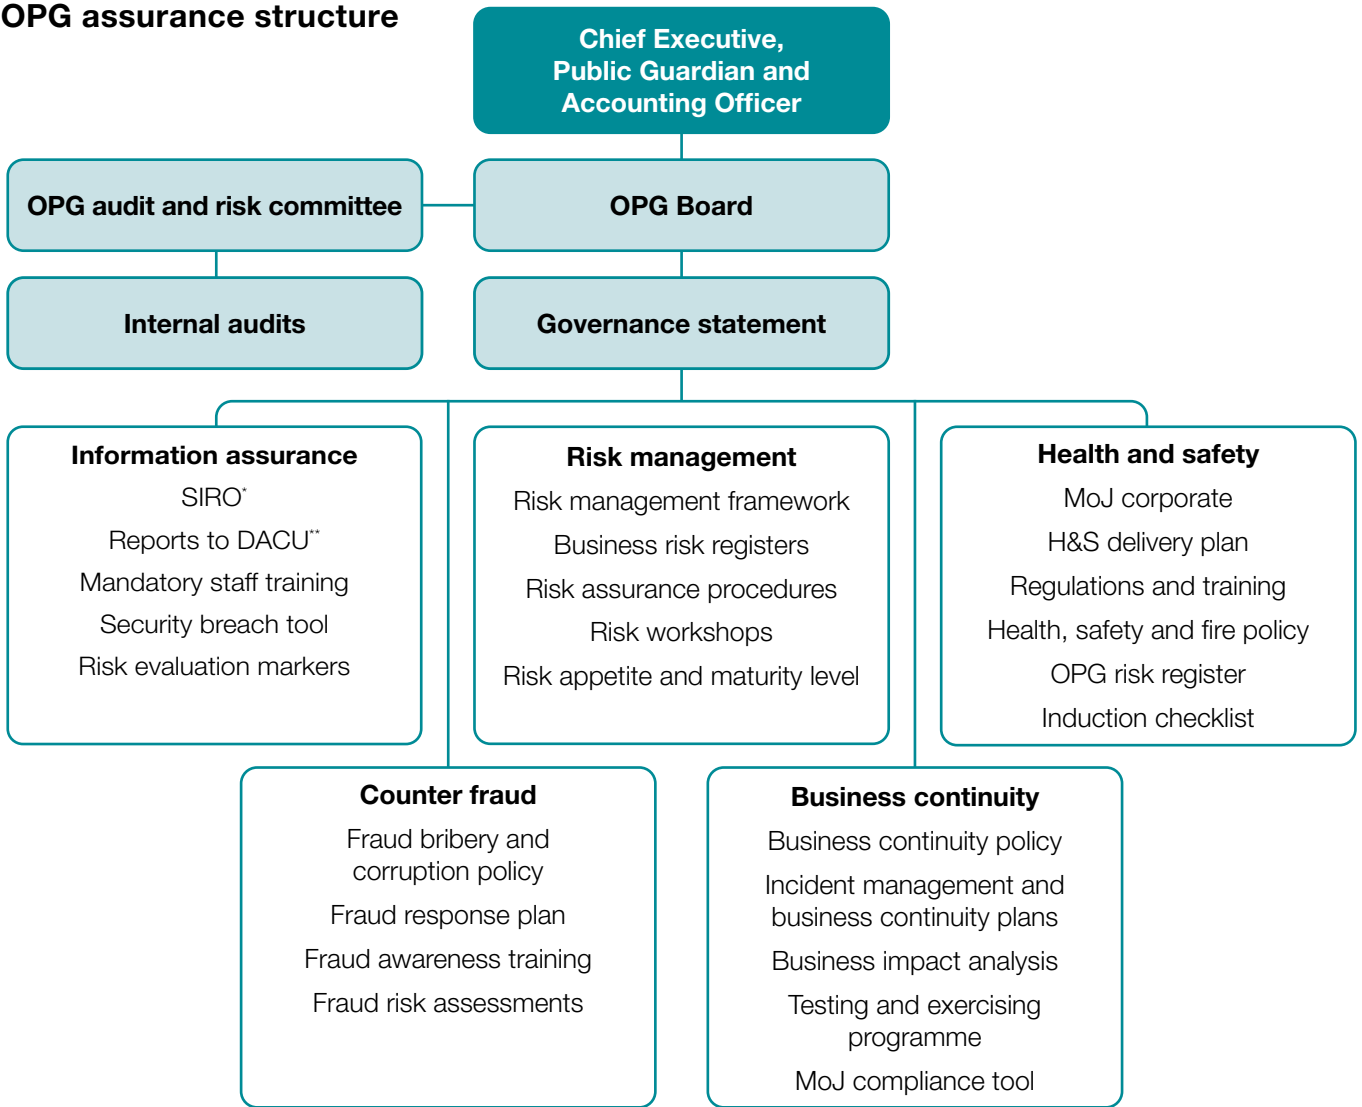 OPG assurance structure
Chief Executive,
Public Guardian and
Accounting Officer
OPG audit and risk committee
OPG Board
Internal audits
Governance statement
Information assurance
SIRO*
Reports to DACU**
Mandatory staff training
Security breach tool
Risk evaluation markers
Risk management
Risk management framework
Business risk registers
Risk assurance procedures
Risk workshops
Risk appetite and maturity level
Health and safety
MoJ corporate
H&S delivery plan
Regulations and training
Health, safety and fire policy
OPG risk register
Induction checklist
Counter fraud
Fraud bribery and
corruption policy
Fraud response plan
Fraud awareness training
Fraud risk assessments
Business continuity
Business continuity policy
Incident management and
business continuity plans
Business impact analysis
Testing and exercising
programme
MoJ compliance tool